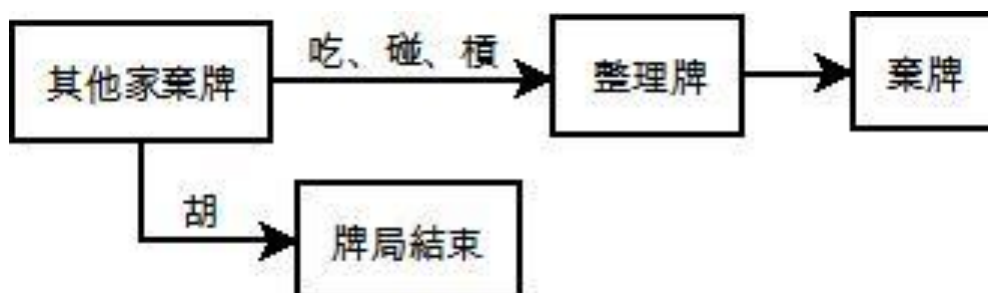 其他家棄牌
吃、碰、槓
整理牌
棄牌
胡
牌局結束